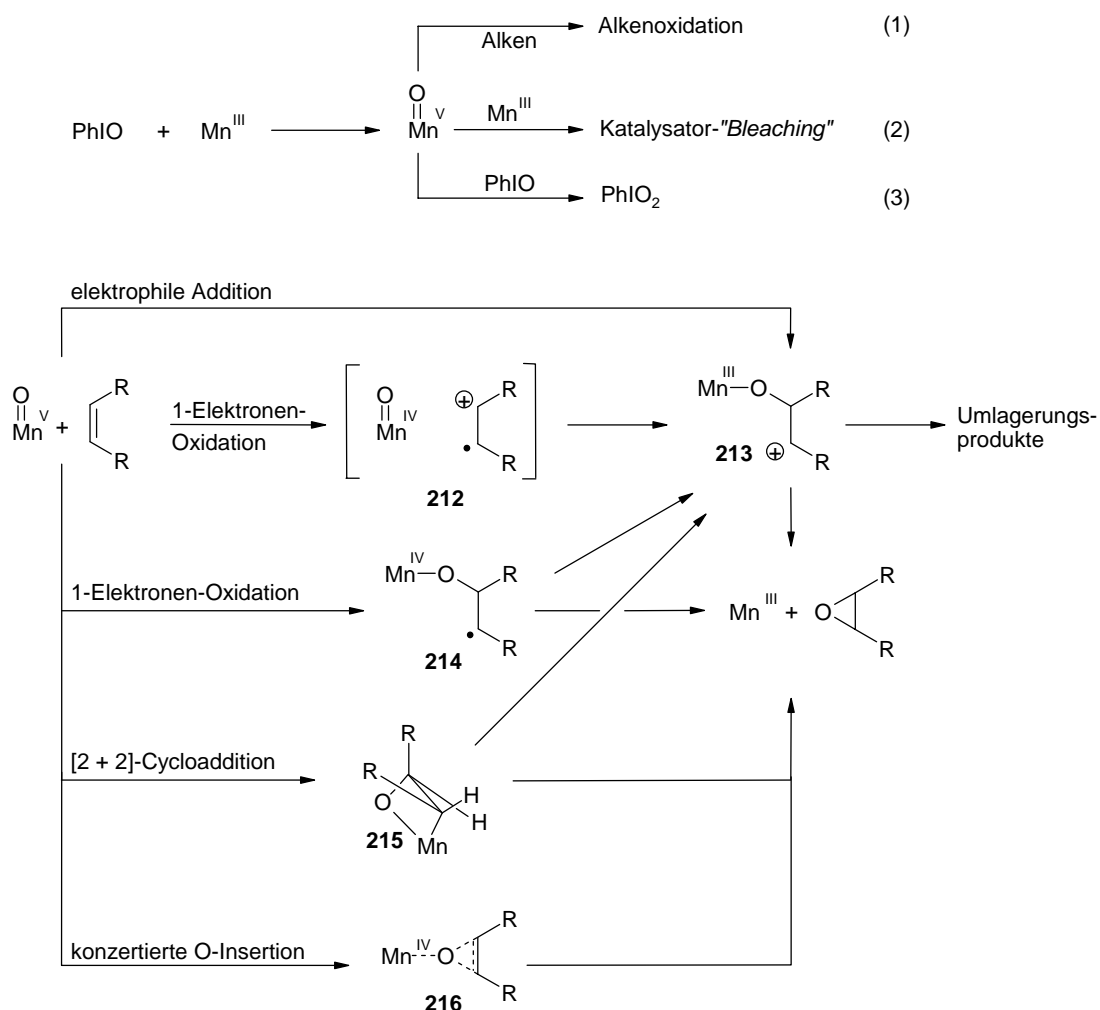 Alken
Alkenoxidation
(1)
O
PhIO + Mn III
Mn V
Mn III
Katalysator-"Bleaching"
(2)
PhIO
PhIO2
(3)
elektrophile Addition
O
Mn V
+
R
R
1-Elektronen-
Oxidation
O
Mn IV
+
R
R
212
Mn III
O
R
+
R
213
Umlagerungs-
produkte
1-Elektronen-Oxidation
Mn IV
O
R
R
214
Mn III +
O
R
R
[2 + 2]-Cycloaddition
R
R
O
H
H
Mn
215
konzertierte O-Insertion
Mn IV
O
R
R
216